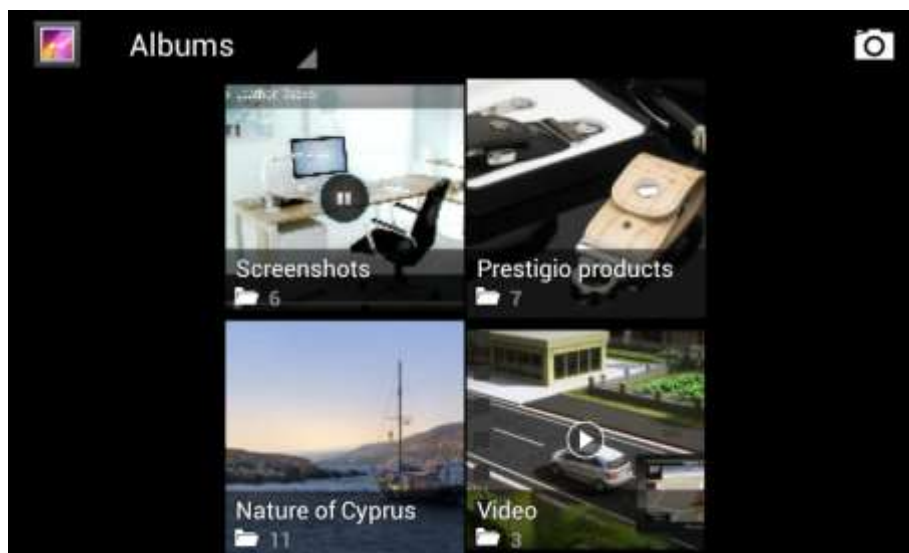 Albums
Screenshots
6
Prestigio products
7
Nature of Cyprus
11
Video
3